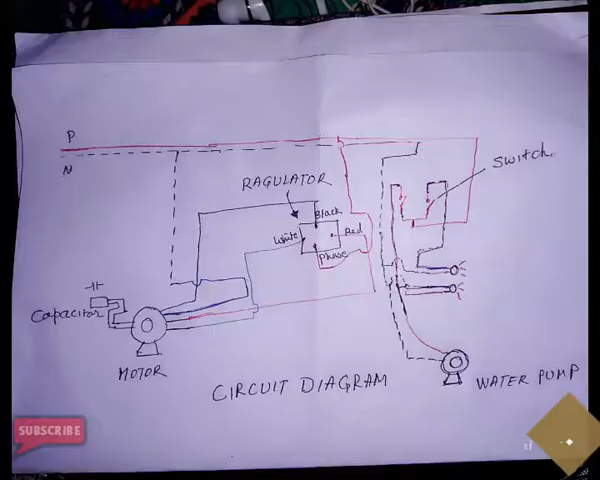 P
N
Switch.
RAGULATOR
Black
White
Red
Phase
Capacitor
MOTOR
CIRCUIT DIAGRAM
WATER PUMP
SUBSCRIBE